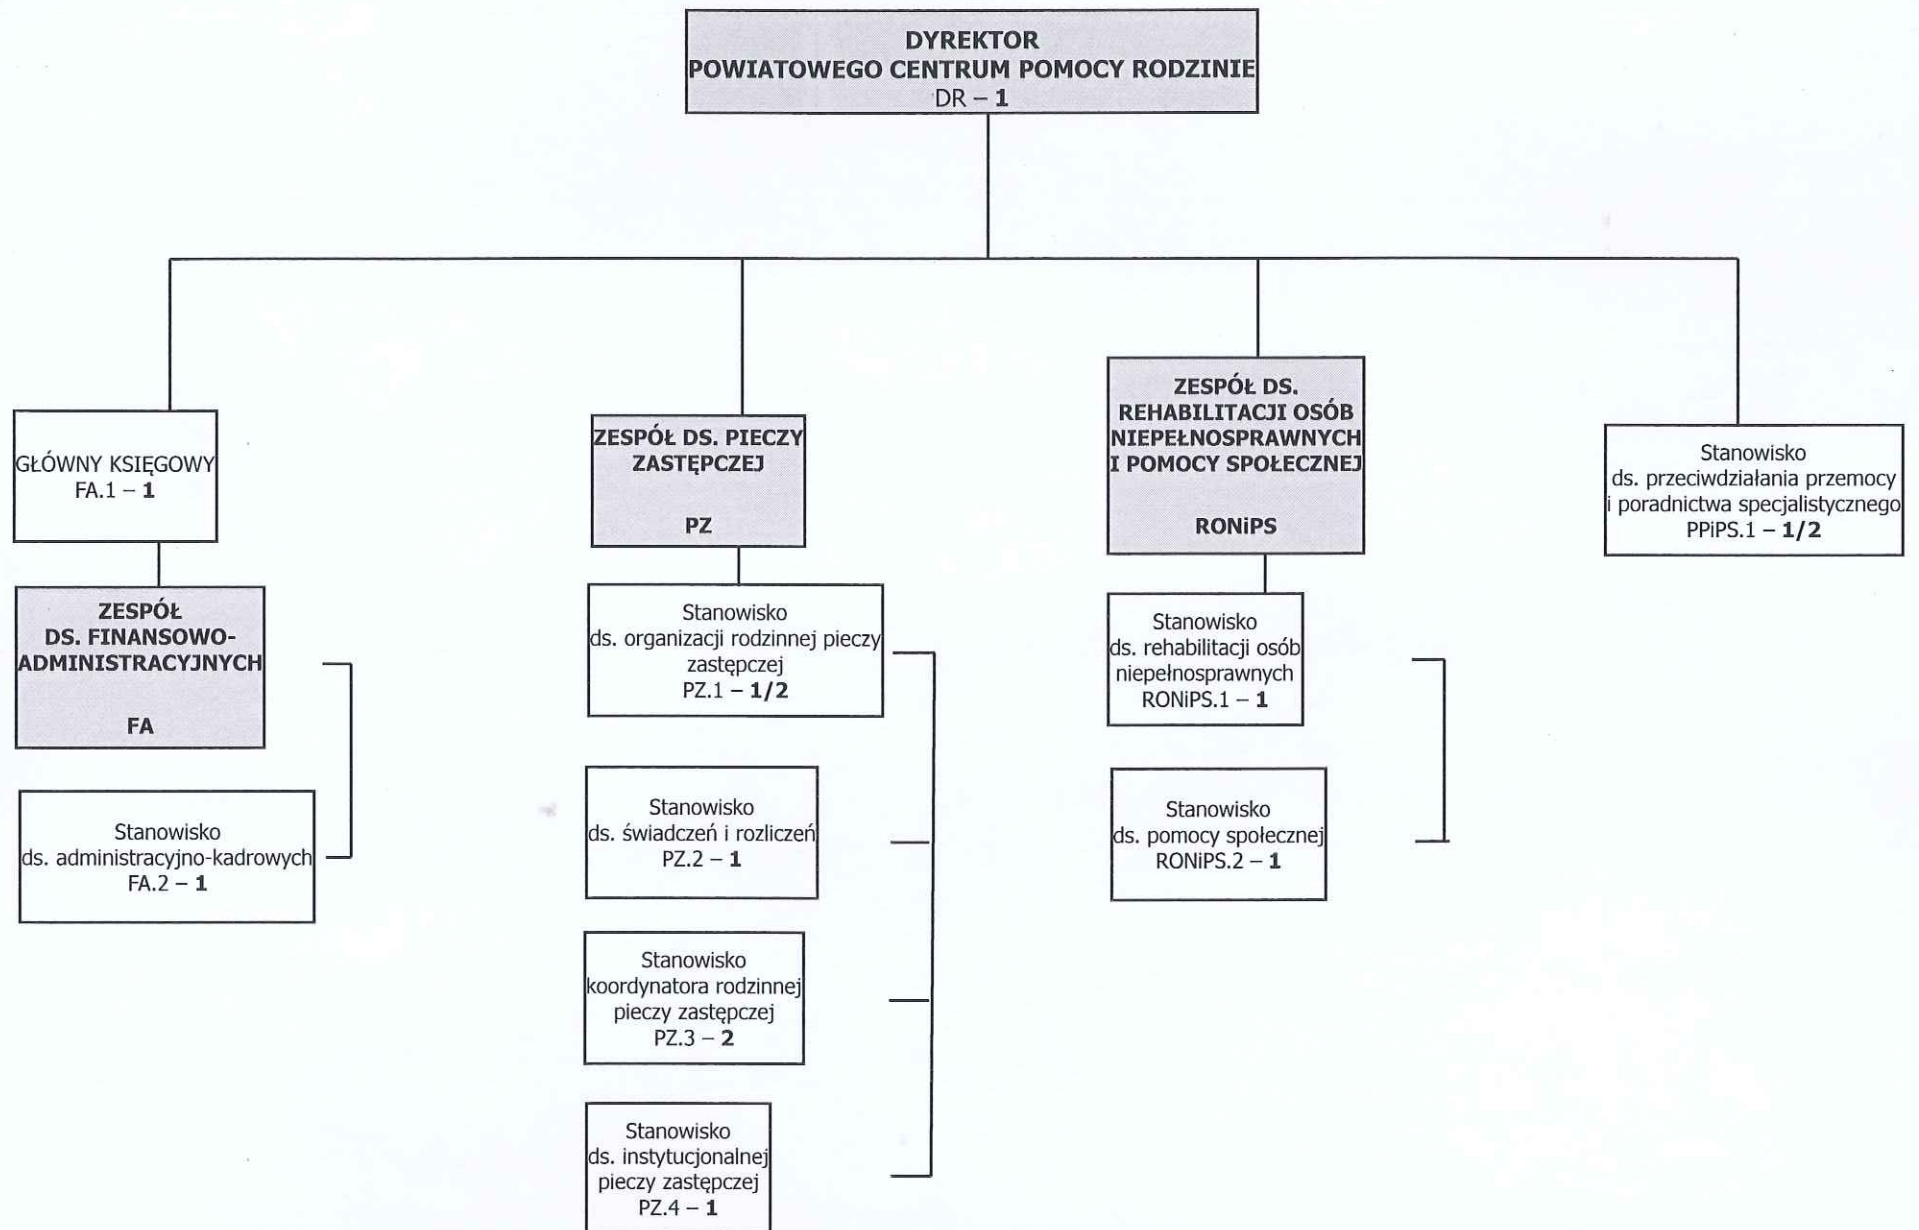 DYREKTOR
POWIATOWEGO CENTRUM POMOCY RODZINIE
DR – 1
GŁÓWNY KSIĘGOWY
FA.1 – 1
ZESPÓŁ
DS. FINANSOWO-
ADMINISTRACYJNYCH
FA
Stanowisko
ds. administracyjno-kadrowych
FA.2 – 1
ZESPÓŁ DS. PIECZY
ZASTĘPCZEJ
PZ
Stanowisko
ds. organizacji rodzinnej pieczy
zastępczej
PZ.1 – 1/2
Stanowisko
ds. świadczeń i rozliczeń
PZ.2 – 1
Stanowisko
koordynatora rodzinnej
pieczy zastępczej
PZ.3 – 2
Stanowisko
ds. instytucjonalnej
pieczy zastępczej
PZ.4 – 1
ZESPÓŁ DS.
REHABILITACJI OSÓB
NIEPEŁNOSPRAWNYCH
I POMOCY SPOŁECZNEJ
RONiPS
Stanowisko
ds. rehabilitacji osób
niepełnosprawnych
RONiPS.1 – 1
Stanowisko
ds. pomocy społecznej
RONiPS.2 – 1
Stanowisko
ds. przeciwdziałania przemocy
i poradnictwa specjalistycznego
PPiPS.1 – 1/2